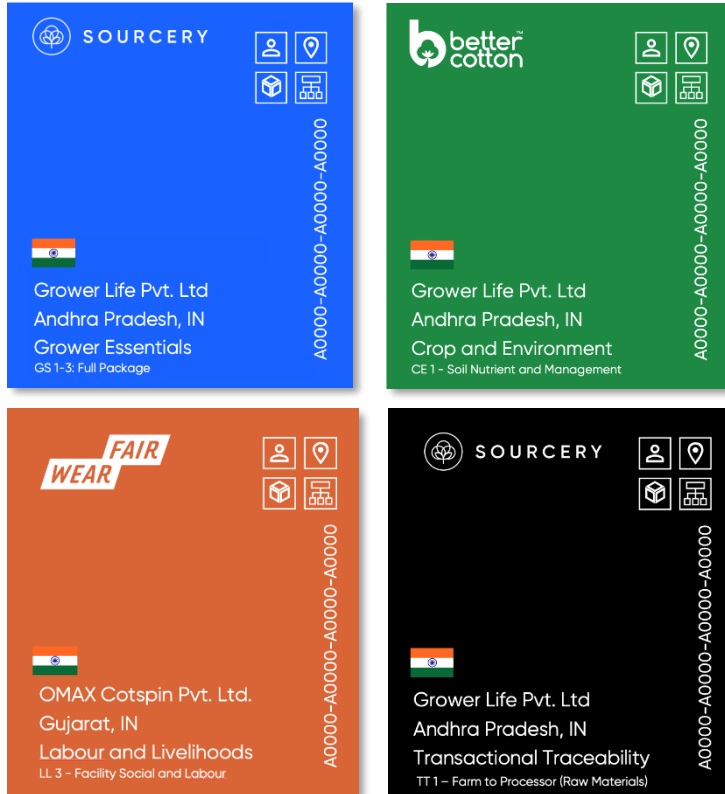 SOURCERY
A0000-A0000-A0000-A0000
Grower Life Pvt. Ltd
Andhra Pradesh, IN
Grower Essentials
GS 1-3: Full Package
better™
cotton
A0000-A0000-A0000-A0000
Grower Life Pvt. Ltd
Andhra Pradesh, IN
Crop and Environment
CE 1 - Soil Nutrient and Management
FAIR
WEAR
A0000-A0000-A0000-A0000
OMAX Cotspin Pvt. Ltd.
Gujarat, IN
Labour and Livelihoods
LL 3 - Facility Social and Labour
SOURCERY
A0000-A0000-A0000-A0000
Grower Life Pvt. Ltd
Andhra Pradesh, IN
Transactional Traceability
TT 1 – Farm to Processor (Raw Materials)